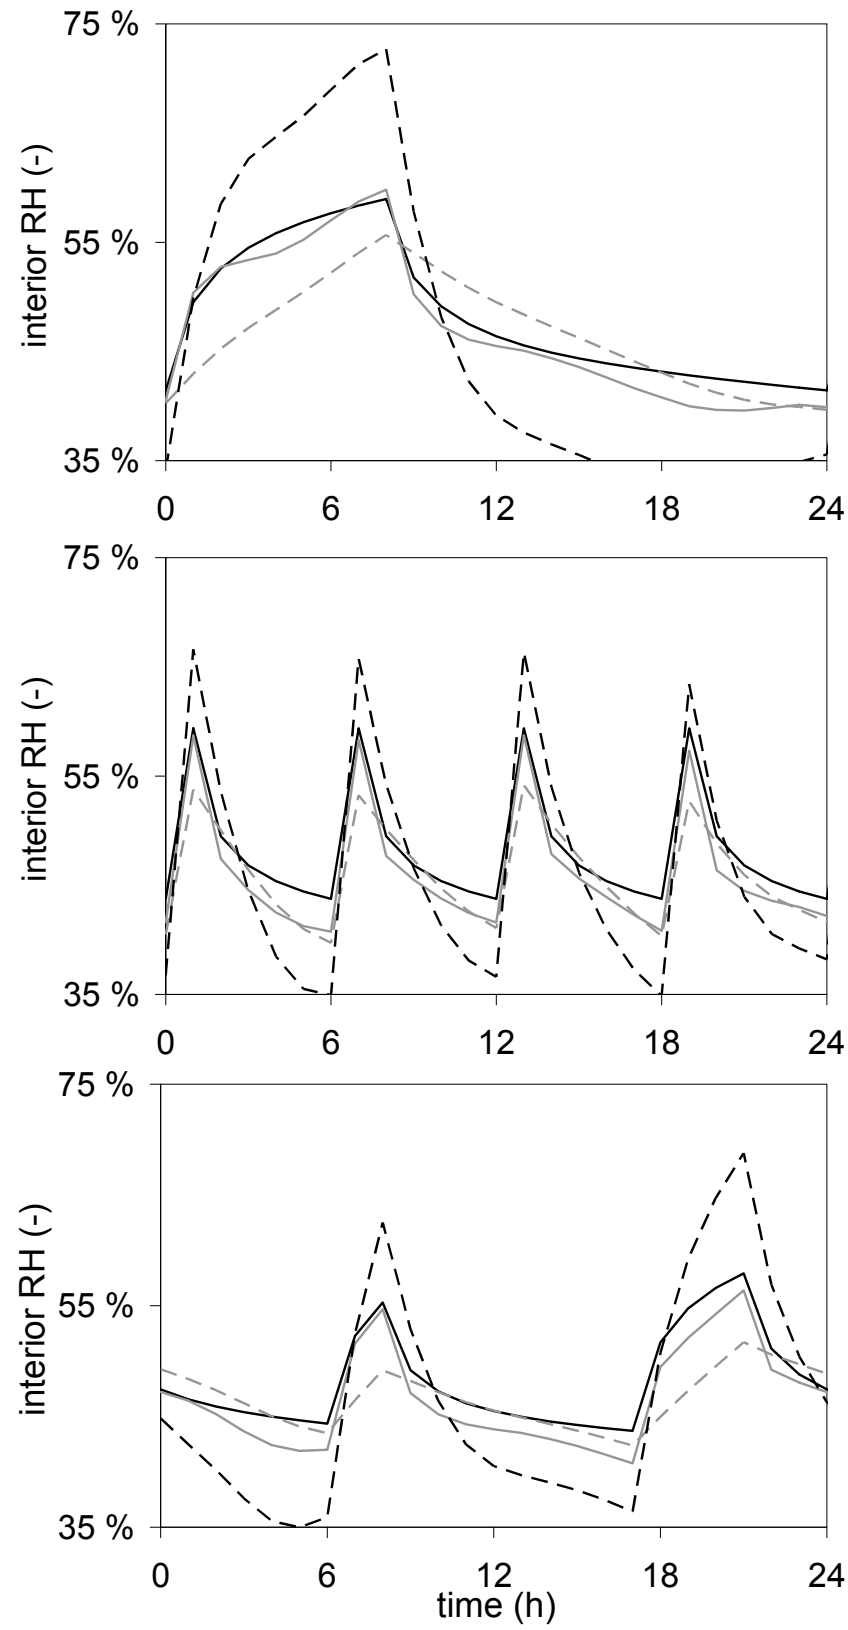 75 %
interior RH (-)
55 %
35 %
0 6 12 18 24
75 %
interior RH (-)
55 %
35 %
0 6 12 18 24
75 %
interior RH (-)
55 %
35 %
0 6 12 18 24
time (h)